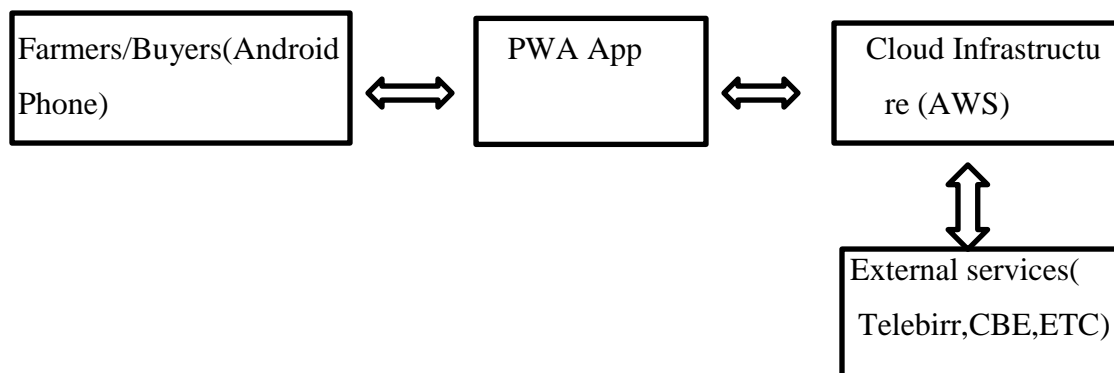 Farmers/Buyers(Android
Phone)
PWA App
Cloud Infrastructu
re (AWS)
External services(
Telebirr,CBE,ETC)